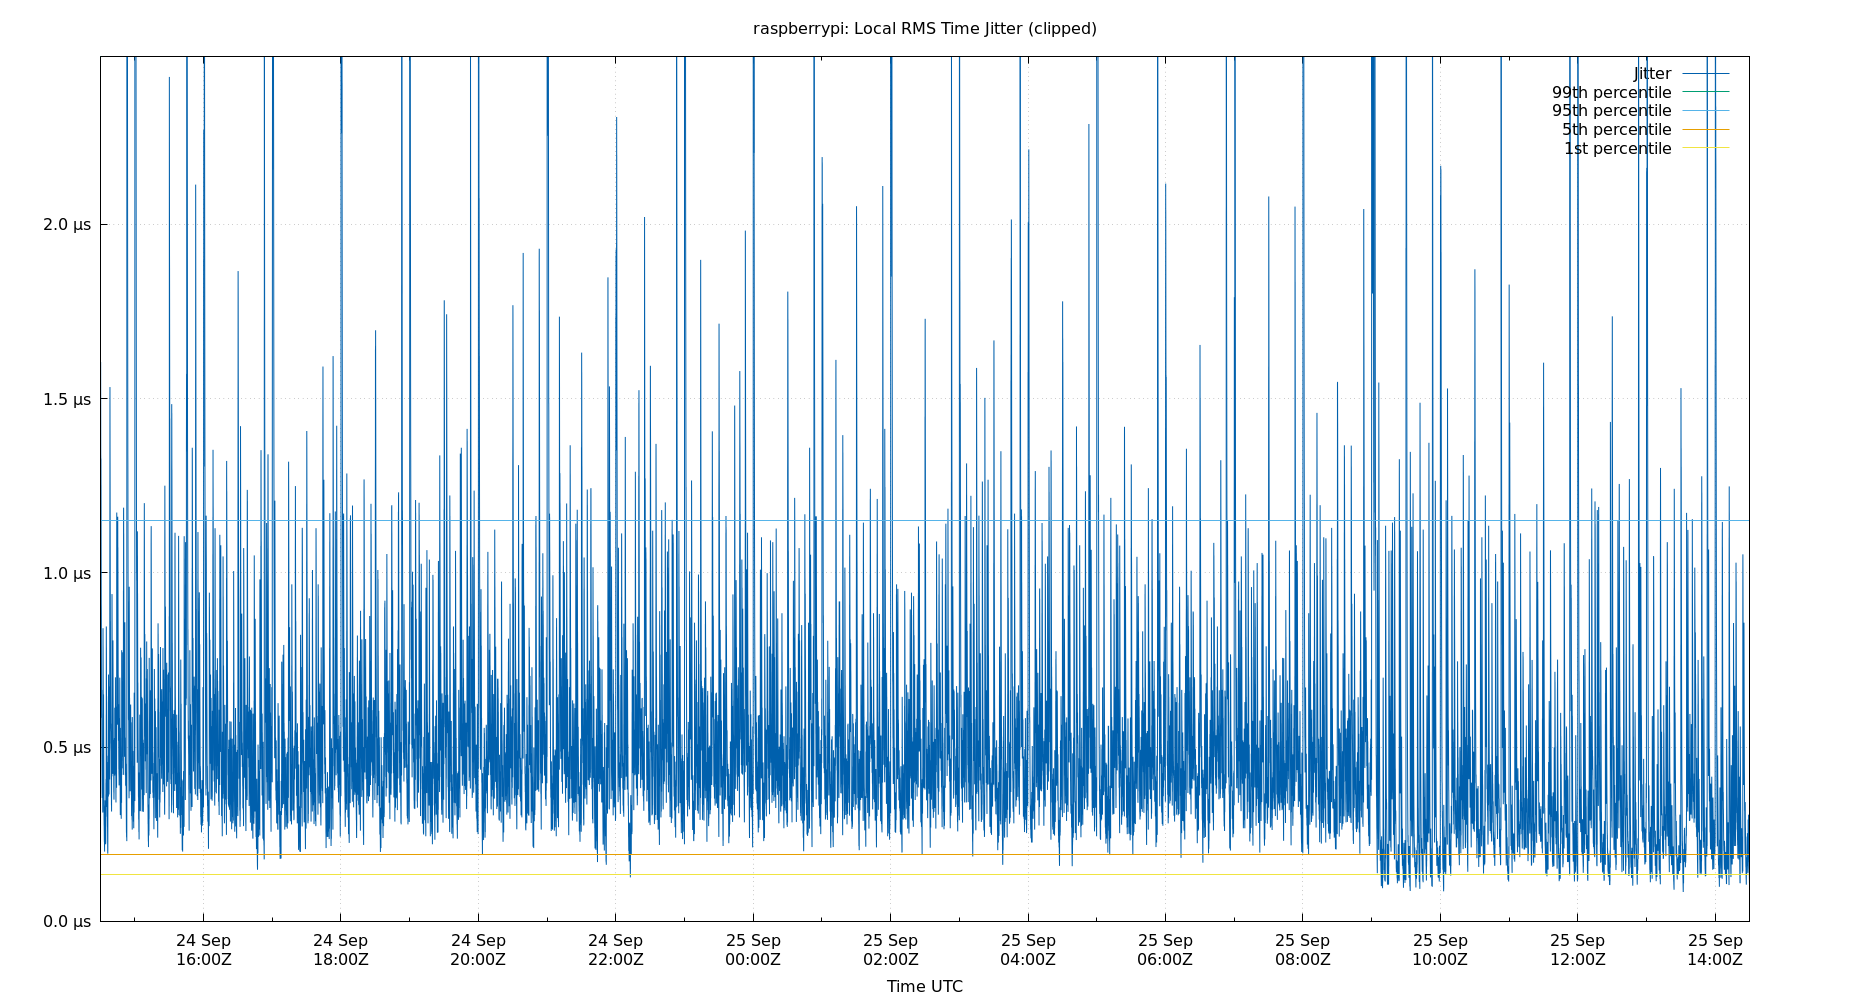 raspberrypi: Local RMS Time Jitter (clipped)
Jitter
99th percentile
95th percentile
5th percentile
1st percentile
2.0 µs
1.5 µs
1.0 µs
0.5 µs
0.0 µs
24 Sep 24 Sep 24 Sep 24 Sep 25 Sep 25 Sep 25 Sep 25 Sep 25 Sep 25 Sep 25 Sep 25 Sep
16:00Z 18:00Z 20:00Z 22:00Z 00:00Z 02:00Z 04:00Z 06:00Z 08:00Z 10:00Z 12:00Z 14:00Z
Time UTC